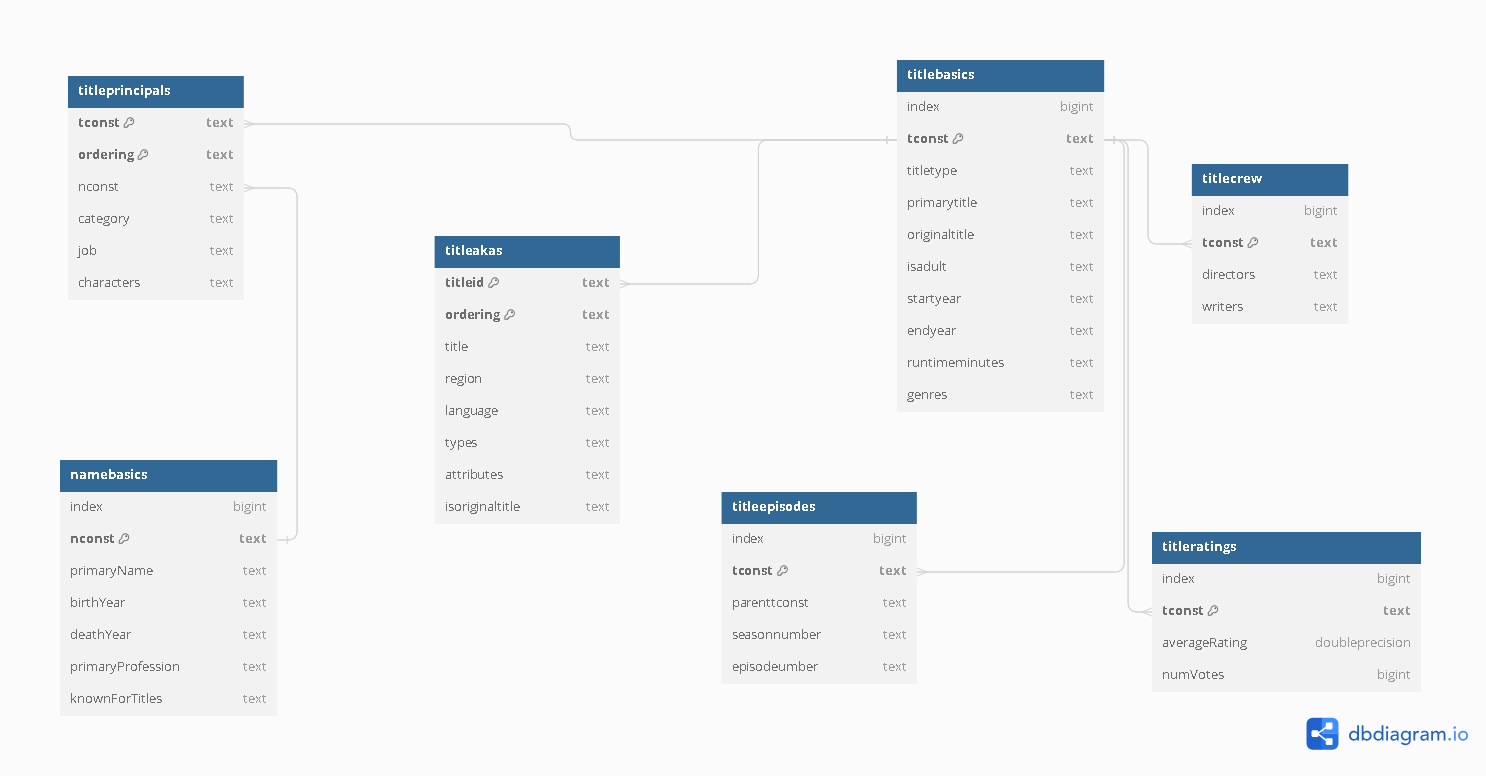 titleprincipals
tconst text
ordering text
nconst text
category text
job text
characters text
namebasics
index bigint
nconst text
primaryName text
birthYear text
deathYear text
primaryProfession text
knownForTitles text
titleakas
titleid text
ordering text
title text
region text
language text
types text
attributes text
isoriginaltitle text
titlebasics
index bigint
tconst text
titletype text
primarytitle text
originaltitle text
isadult text
startyear text
endyear text
runtimeminutes text
genres text
titleepisodes
index bigint
tconst text
parenttconst text
seasonnumber text
episodeumber text
titlecrew
index bigint
tconst text
directors text
writers text
titleratings
index bigint
tconst text
averageRating doubleprecision
numVotes bigint
dbdiagram.io